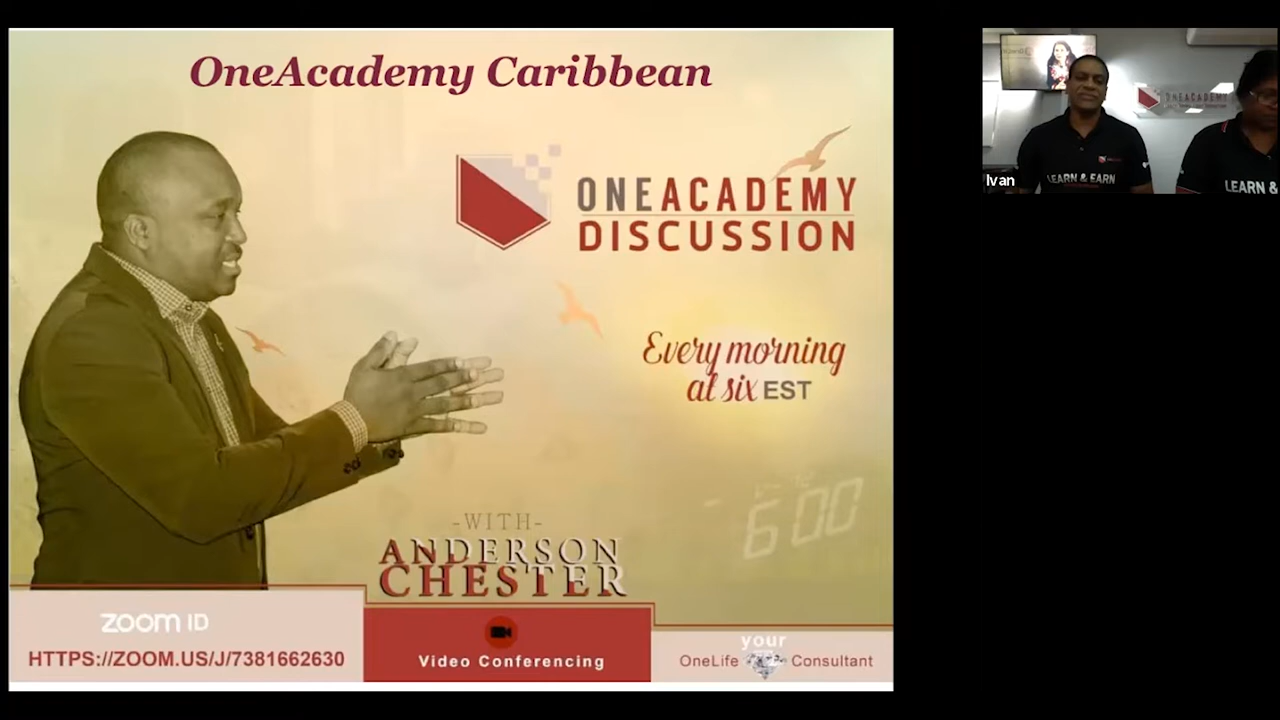 OneAcademy Caribbean
ONEACADEMY
DISCUSSION
Every morning
at six EST
6:00
-WITH-
ANDERSON
CHESTER
ZOOM ID
HTTPS://ZOOM.US/J/7381662630
Video Conferencing
your
OneLife Consultant
Ivan
ONEACADEMY
LEARN & EARN
LEARN &